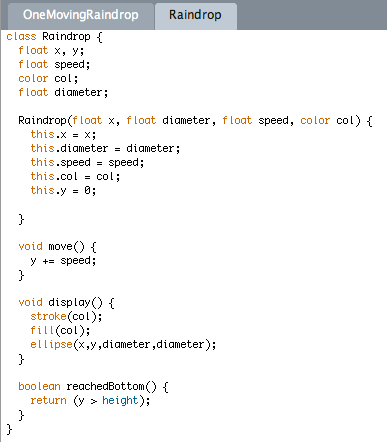 OneMovingRaindrop Raindrop
class Raindrop {
float x, y;
float speed;
color col;
float diameter;
Raindrop(float x, float diameter, float speed, color col) {
this.x = x;
this.diameter = diameter;
this.speed = speed;
this.col = col;
this.y = 0;
}
void move() {
y += speed;
}
void display() {
stroke(col);
fill(col);
ellipse(x,y,diameter,diameter);
}
boolean reachedBottom() {
return (y > height);
}
}